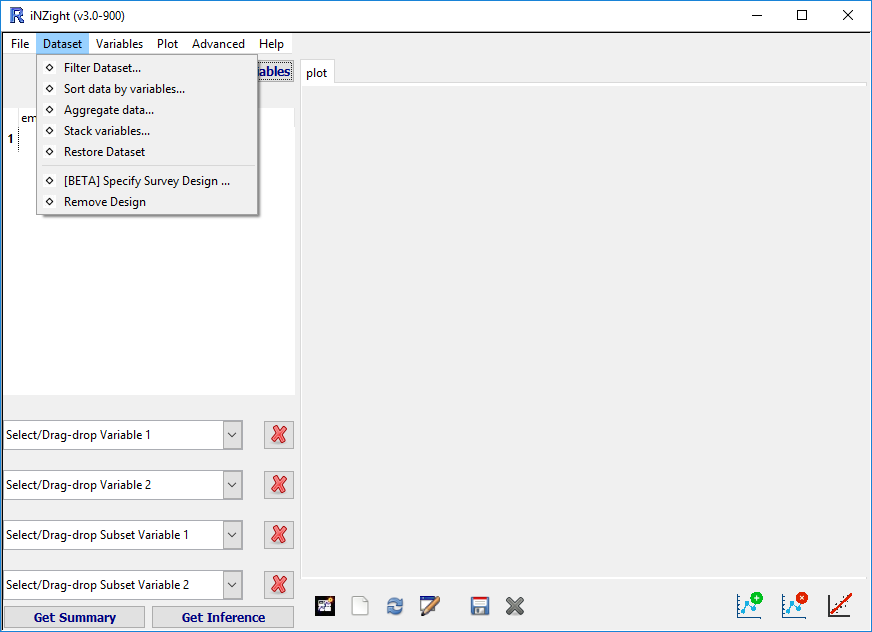 iNZight (v3.0-900)
File Dataset Variables Plot Advanced Help
Filter Dataset...
Sort data by variables...
Aggregate data...
Stack variables...
Restore Dataset
[BETA] Specify Survey Design ...
Remove Design
plot
1
Select/Drag-drop Variable 1
Select/Drag-drop Variable 2
Select/Drag-drop Subset Variable 1
Select/Drag-drop Subset Variable 2
Get Summary Get Inference